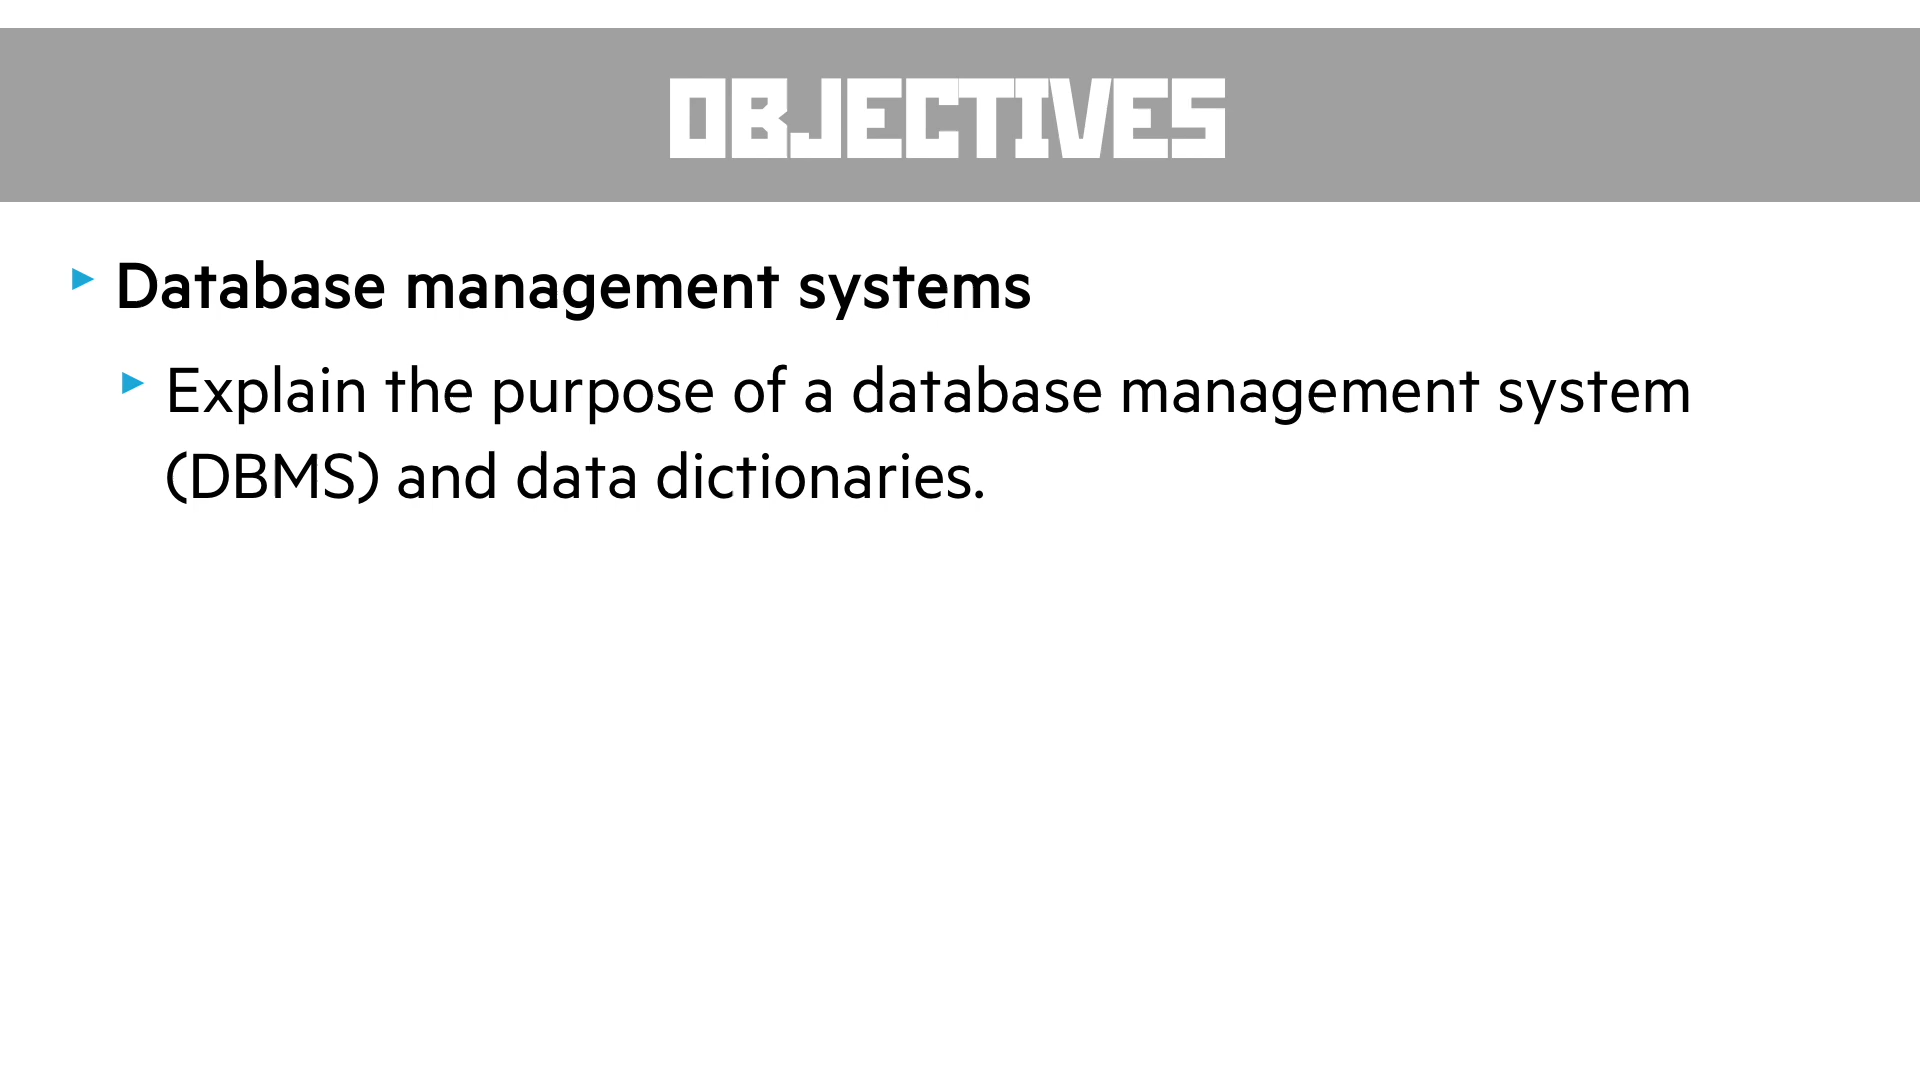 OBJECTIVES
Database management systems
Explain the purpose of a database management system
(DBMS) and data dictionaries.